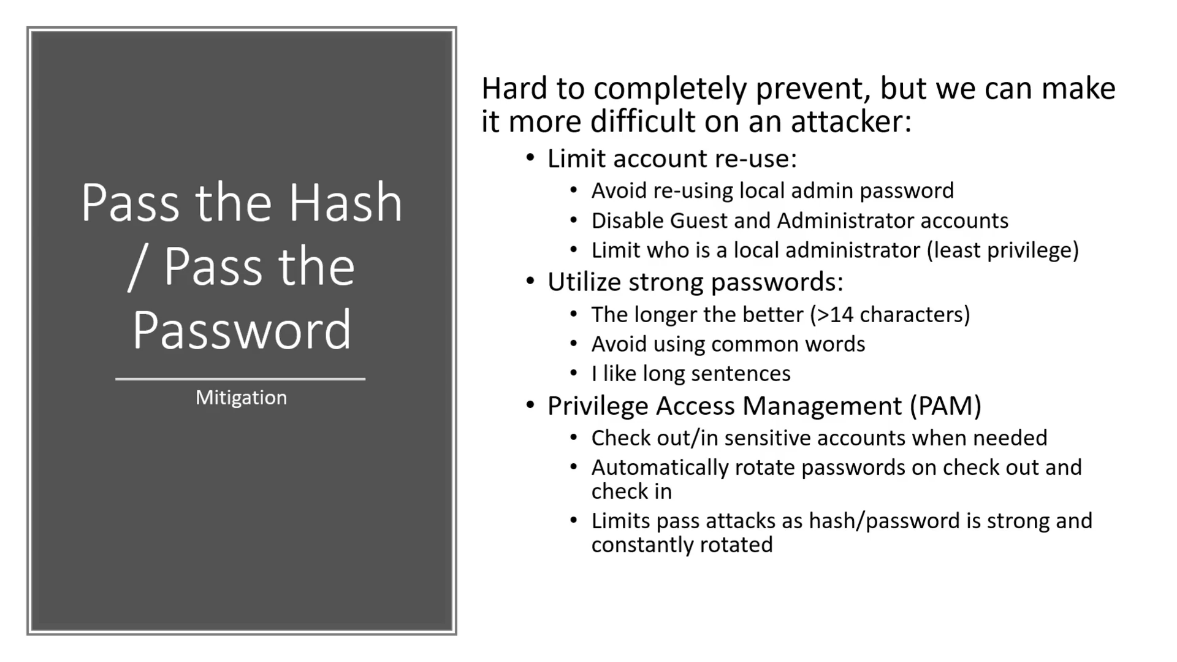 Pass the Hash
/ Pass the
Password
Mitigation
Hard to completely prevent, but we can make
it more difficult on an attacker:
• Limit account re-use:
• Avoid re-using local admin password
• Disable Guest and Administrator accounts
• Limit who is a local administrator (least privilege)
• Utilize strong passwords:
• The longer the better (>14 characters)
• Avoid using common words
• I like long sentences
• Privilege Access Management (PAM)
• Check out/in sensitive accounts when needed
• Automatically rotate passwords on check out and
check in
• Limits pass attacks as hash/password is strong and
constantly rotated